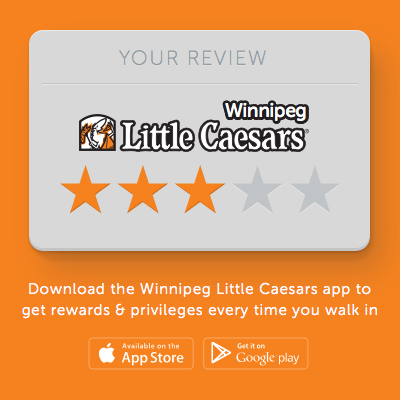 YOUR REVIEW
Winnipeg
Little Caesars®
Download the Winnipeg Little Caesars app to
get rewards & privileges every time you walk in
Available on the
App Store
Get it on
Google play